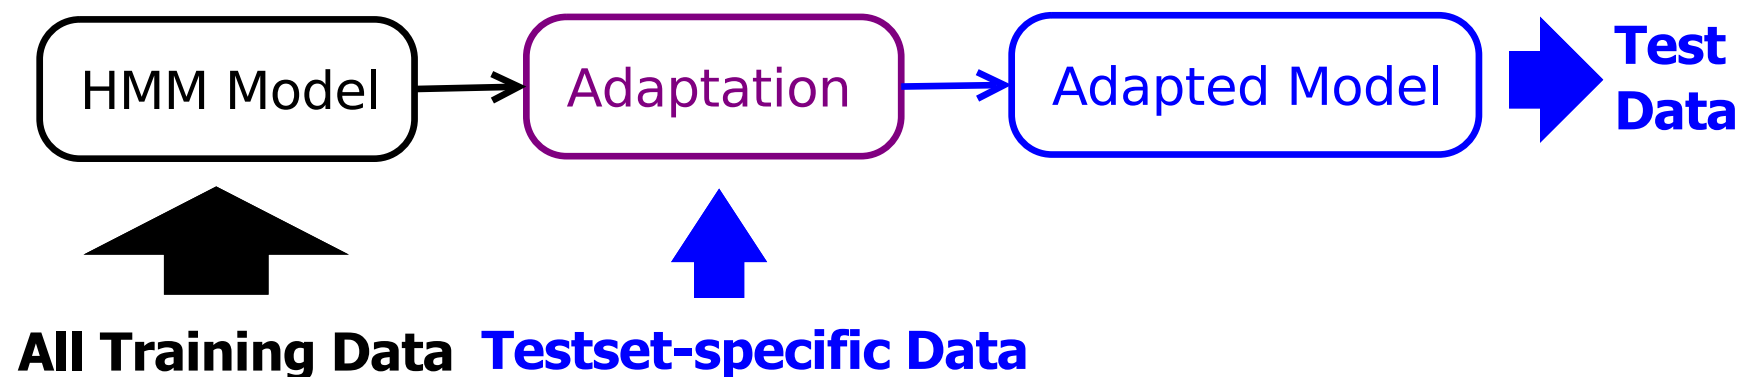 HMM Model
Adaptation
Adapted Model
Test
Data
All Training Data
Testset-specific Data